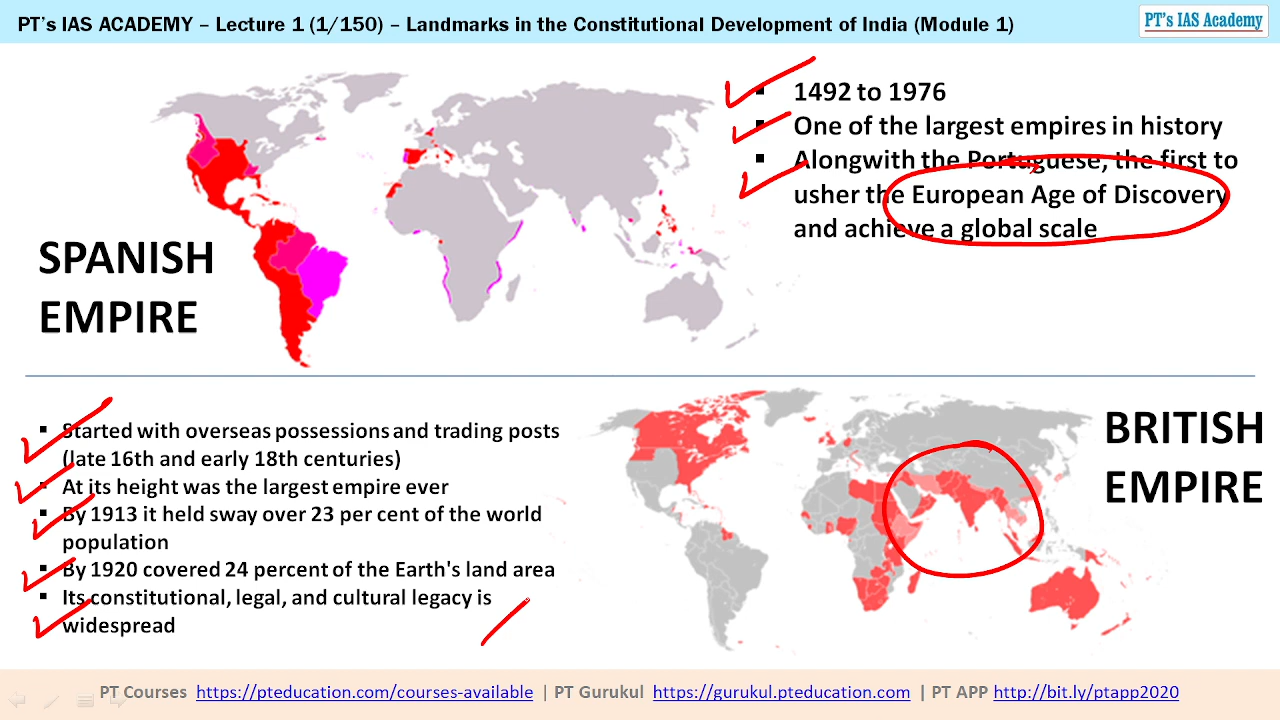 PT's IAS ACADEMY – Lecture 1 (1/150) – Landmarks in the Constitutional Development of India (Module 1)
PT's IAS Academy
1492 to 1976
One of the largest empires in history
Alongwith the Portuguese, the first to
usher the European Age of Discovery
and achieve a global scale
SPANISH
EMPIRE
Started with overseas possessions and trading posts
(late 16th and early 18th centuries)
At its height was the largest empire ever
By 1913 it held sway over 23 per cent of the world
population
By 1920 covered 24 percent of the Earth's land area
Its constitutional, legal, and cultural legacy is
widespread
BRITISH
EMPIRE
PT Courses https://pteducation.com/courses-available | PT Gurukul https://gurukul.pteducation.com | PT APP http://bit.ly/ptapp2020